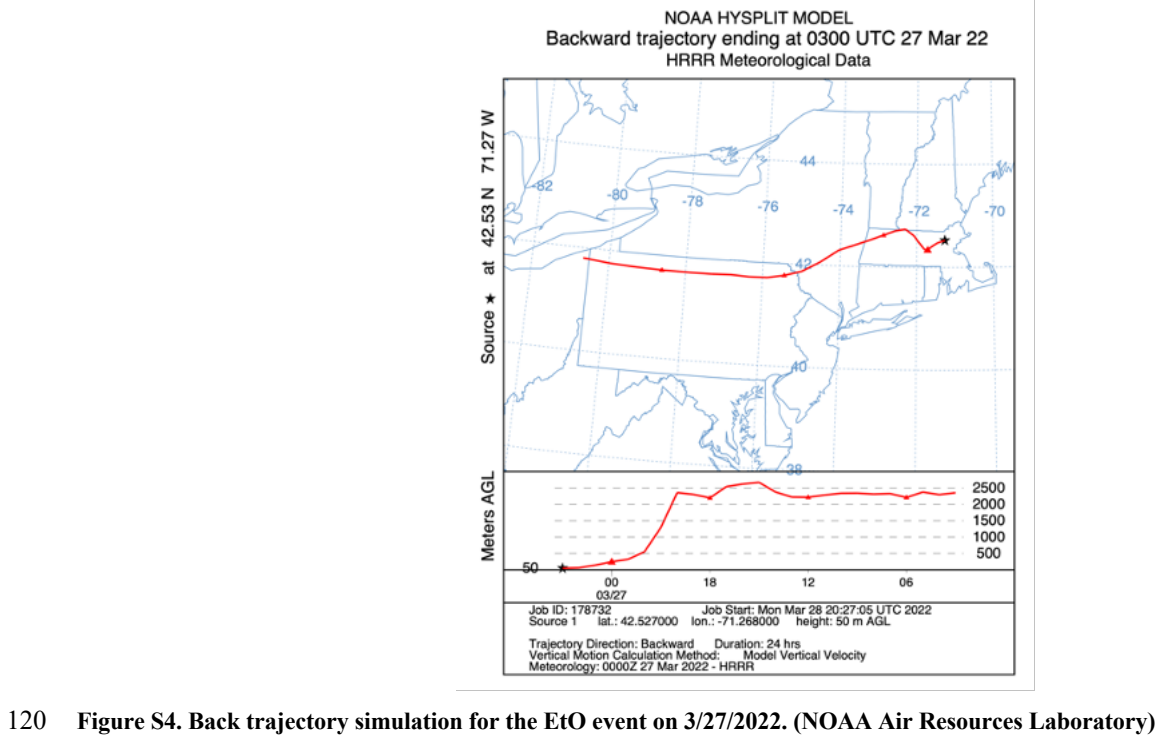 NOAA HYSPLIT MODEL
Backward trajectory ending at 0300 UTC 27 Mar 22
HRRR Meteorological Data
Source ★ at 42.53 N 71.27 W
44
-82
-80
-78
-76
-74
-72
-70
42
40
38
Meters AGL
2500
2000
1500
1000
500
50
00 18 12 06
03/27
Job ID: 178732 Job Start: Mon Mar 28 20:27:05 UTC 2022
Source 1 lat.: 42.527000 lon.: -71.268000 height: 50 m AGL
Trajectory Direction: Backward Duration: 24 hrs
Vertical Motion Calculation Method: Model Vertical Velocity
Meteorology: 0000Z 27 Mar 2022 - HRRR
120 Figure S4. Back trajectory simulation for the EtO event on 3/27/2022. (NOAA Air Resources Laboratory)